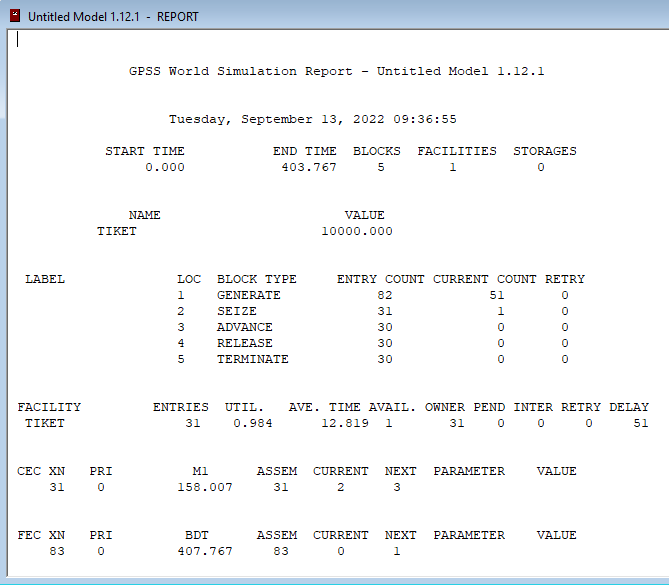 Untitled Model 1.12.1 - REPORT
GPSS World Simulation Report - Untitled Model 1.12.1
Tuesday, September 13, 2022 09:36:55
START TIME END TIME BLOCKS FACILITIES STORAGES
0.000 403.767 5 1 0
NAME VALUE
TIKET 10000.000
LABEL LOC BLOCK TYPE ENTRY COUNT CURRENT COUNT RETRY
1 GENERATE 82 51 0
2 SEIZE 31 1 0
3 ADVANCE 30 0 0
4 RELEASE 30 0 0
5 TERMINATE 30 0 0
FACILITY ENTRIES UTIL. AVE. TIME AVAIL. OWNER PEND INTER RETRY DELAY
TIKET 31 0.984 12.819 1 31 0 0 0 51
CEC XN PRI M1 ASSEM CURRENT NEXT PARAMETER VALUE
31 0 158.007 31 2 3
FEC XN PRI BDT ASSEM CURRENT NEXT PARAMETER VALUE
83 0 407.767 83 0 1